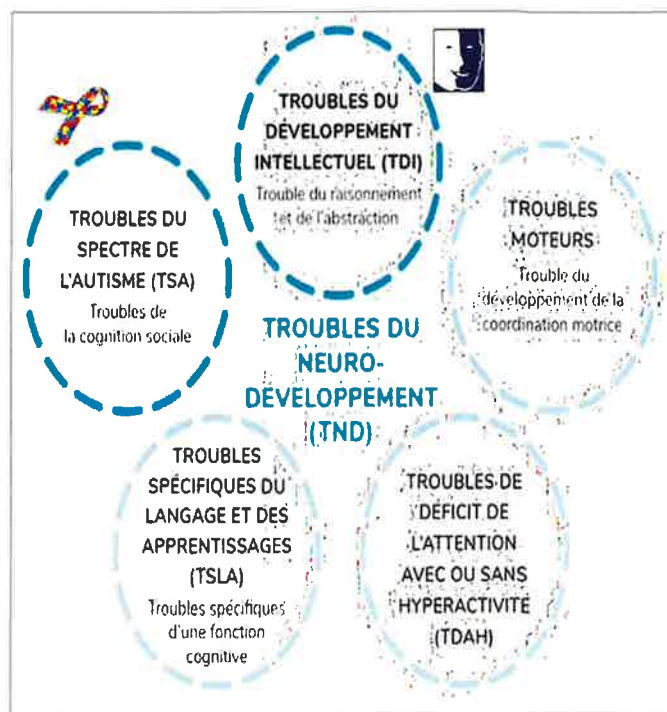 TROUBLES DU
DÉVELOPPEMENT
INTELLECTUEL (TDI)
Trouble du raisonnement
et de l'abstraction
TROUBLES DU
SPECTRE DE
L'AUTISME (TSA)
Troubles de
la cognition sociale
TROUBLES
MOTEURS
Trouble du
développement de la
coordination motrice
TROUBLES DU
NEURO-
DÉVELOPPEMENT
(TND)
TROUBLES
SPÉCIFIQUES DU
LANGAGE ET DES
APPRENTISSAGES
(TSLA)
Troubles spécifiques
d'une fonction
cognitive
TROUBLES DE
DÉFICIT DE
L'ATTENTION
AVEC OU SANS
HYPERACTIVITÉ
(TDAH)